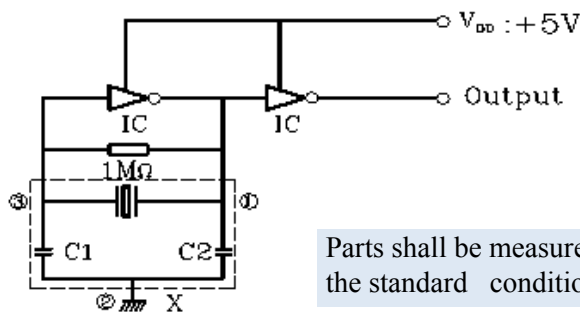 V_DD :+5V
Output
IC
IC
1MΩ
③
①
C1
C2
②
X
Parts shall be measure
the standard conditio